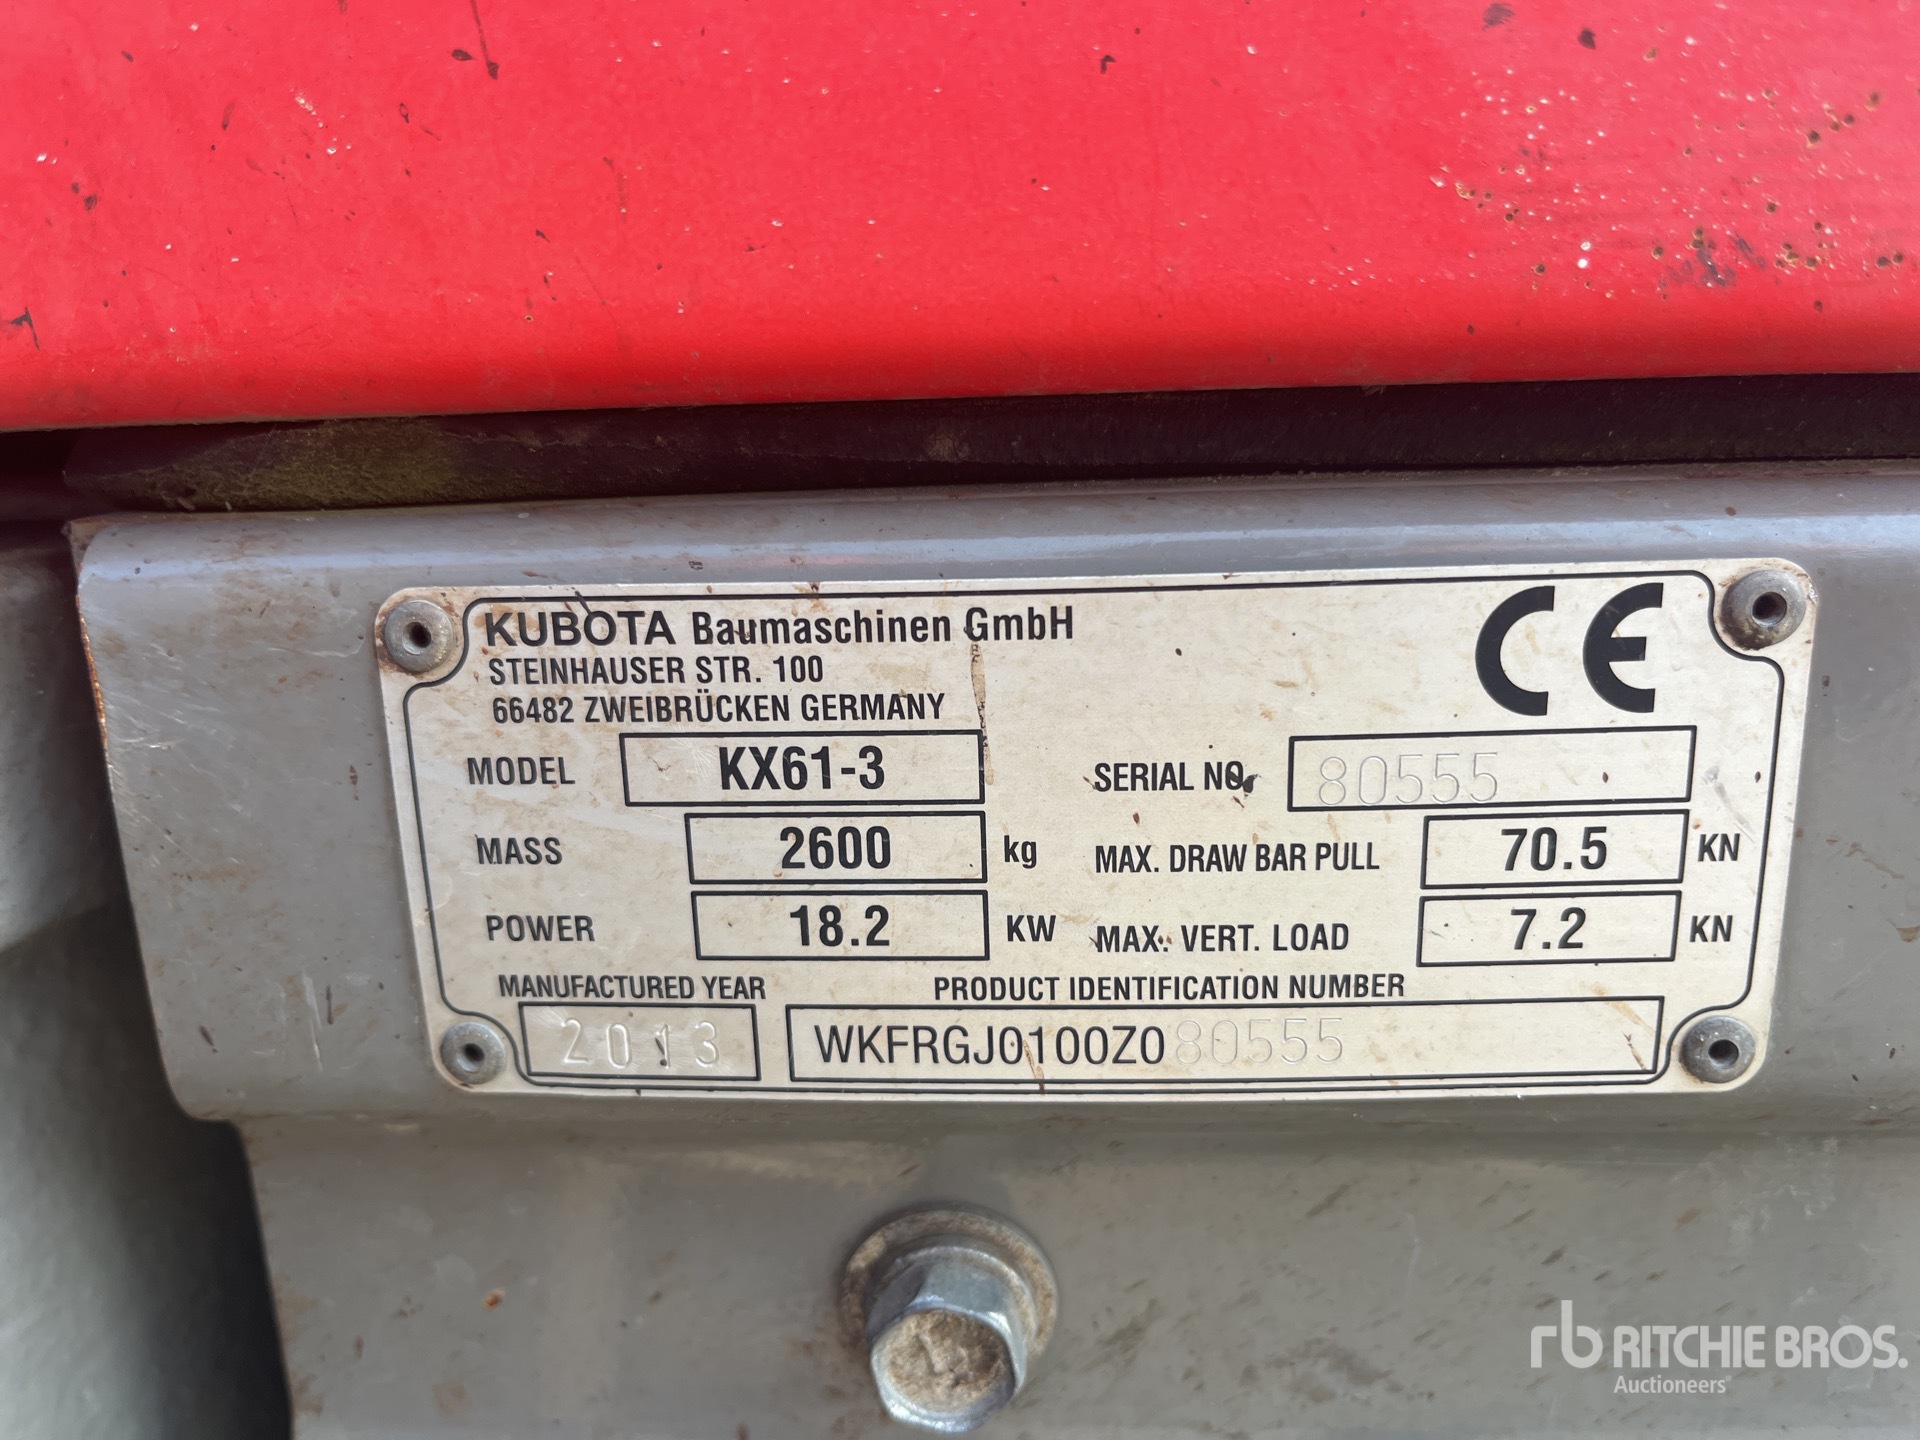 KUBOTA Baumaschinen GmbH
STEINHAUSER STR. 100
66482 ZWEIBRÜCKEN GERMANY
CE
MODEL KX61-3 SERIAL NO. 80555
MASS 2600 kg MAX. DRAW BAR PULL 70.5 KN
POWER 18.2 KW MAX. VERT. LOAD 7.2 KN
MANUFACTURED YEAR PRODUCT IDENTIFICATION NUMBER
2013 WKFRGJ0100Z080555
rb RITCHIE BROS.
Auctioneers